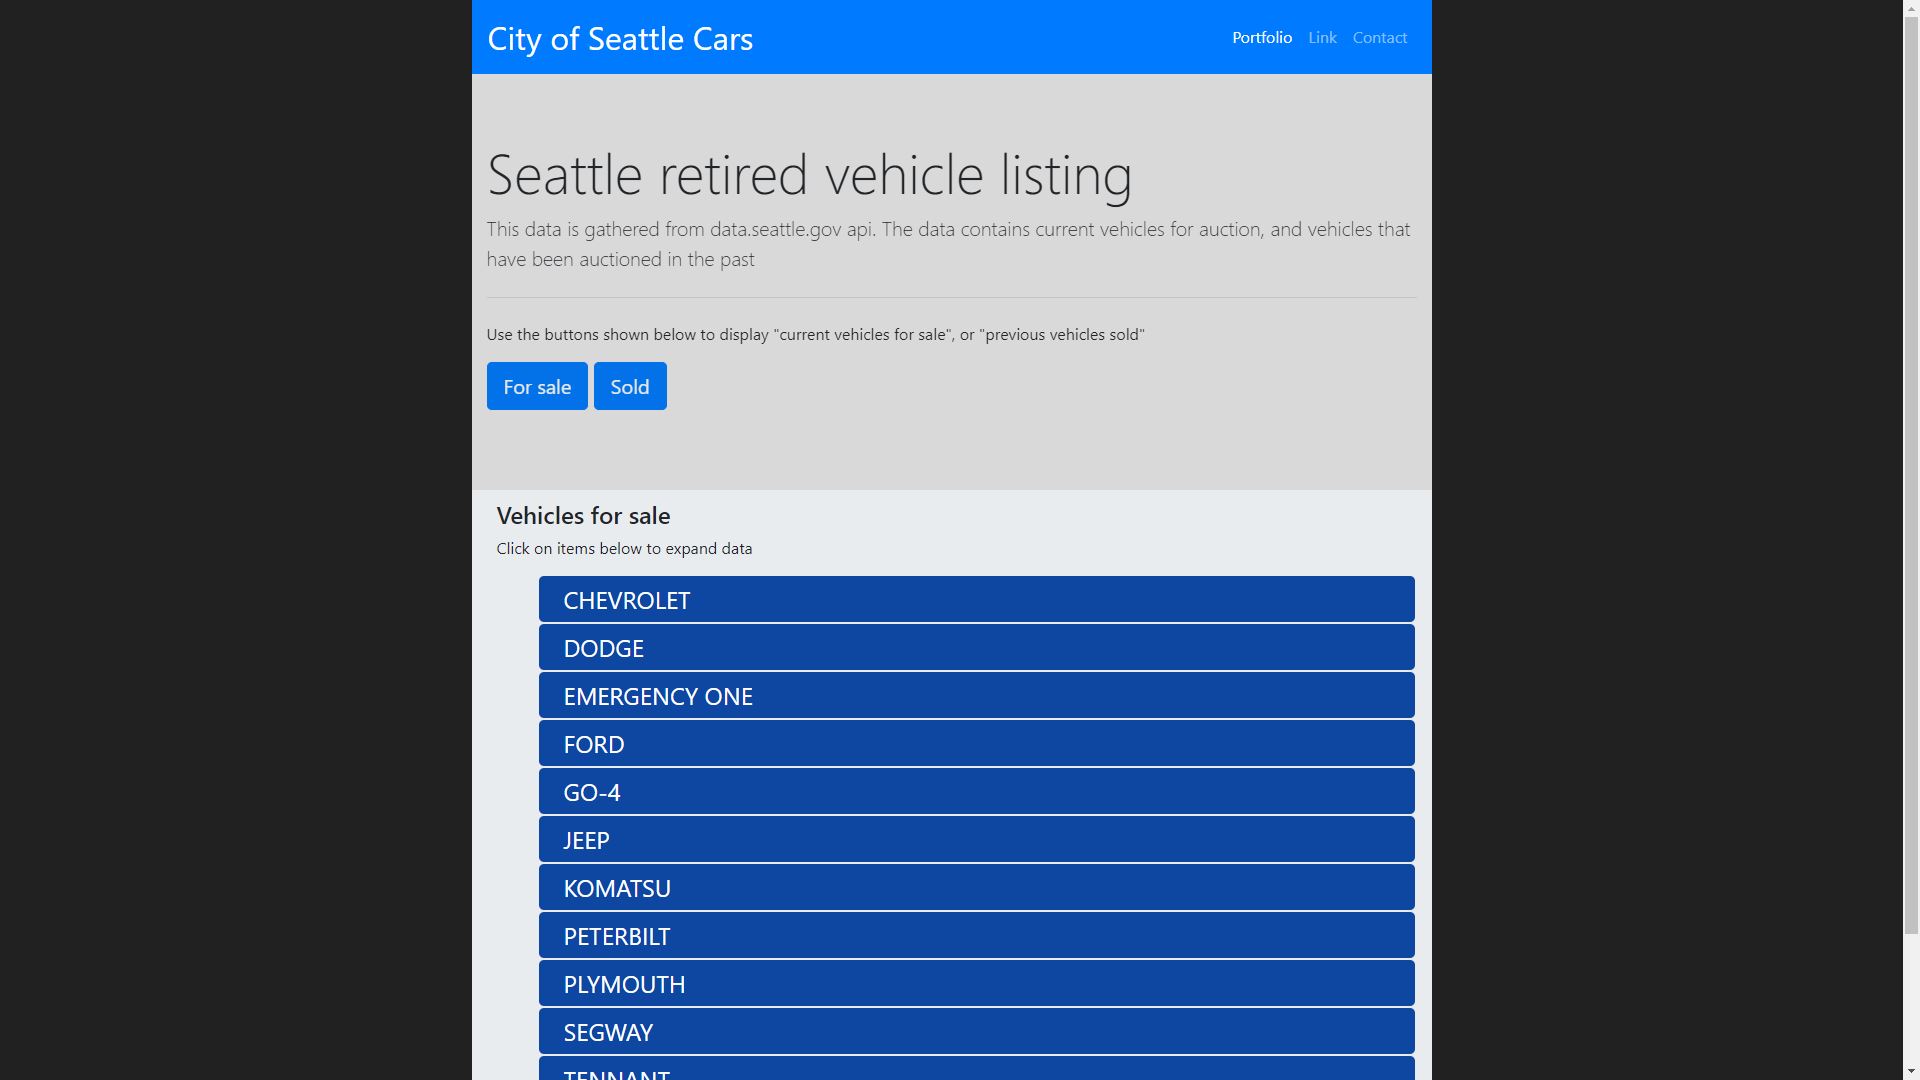 City of Seattle Cars
Portfolio Link Contact
Seattle retired vehicle listing
This data is gathered from data.seattle.gov api. The data contains current vehicles for auction, and vehicles that
have been auctioned in the past
Use the buttons shown below to display "current vehicles for sale", or "previous vehicles sold"
For sale Sold
Vehicles for sale
Click on items below to expand data
CHEVROLET
DODGE
EMERGENCY ONE
FORD
GO-4
JEEP
KOMATSU
PETERBILT
PLYMOUTH
SEGWAY
TENNANT